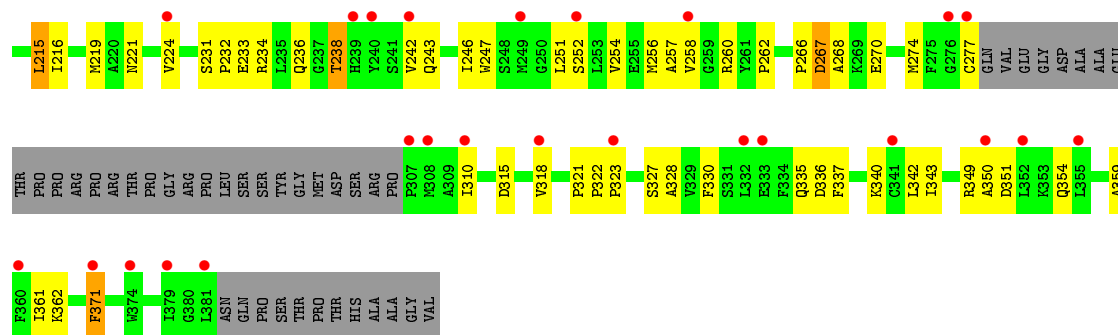 L215 I216 M219 A220 N221 V224 S231 P232 E233 R234 L235 Q236 G237 T238 H239 Y240 S241 V242 Q243 I246 W247 S248 M249 G250 L251 S252 L253 V254 E255 M256 A257 V258 G259 R260 Y261 P262 P266 D267 A268 K269 E270 M274 F275 G276 C277 GLN VAL GLU GLY ASP ALA ALA GLU
THR PRO PRO ARG PRO ARG THR PRO GLY ARG PRO LEU SER SER TYR GLY MET ASP SER ARG PRO P307 M308 A309 I310 D315 V318 P321 P322 P323 S327 A328 V329 F330 S331 L332 E333 F334 Q335 D336 F337 K340 G341 L342 I343 R349 A350 D351 L352 K353 Q354 L355 A359
F360 I361 K362 F371 W374 I379 G380 L381 ASN GLN PRO SER THR PRO THR HIS ALA ALA GLY VAL